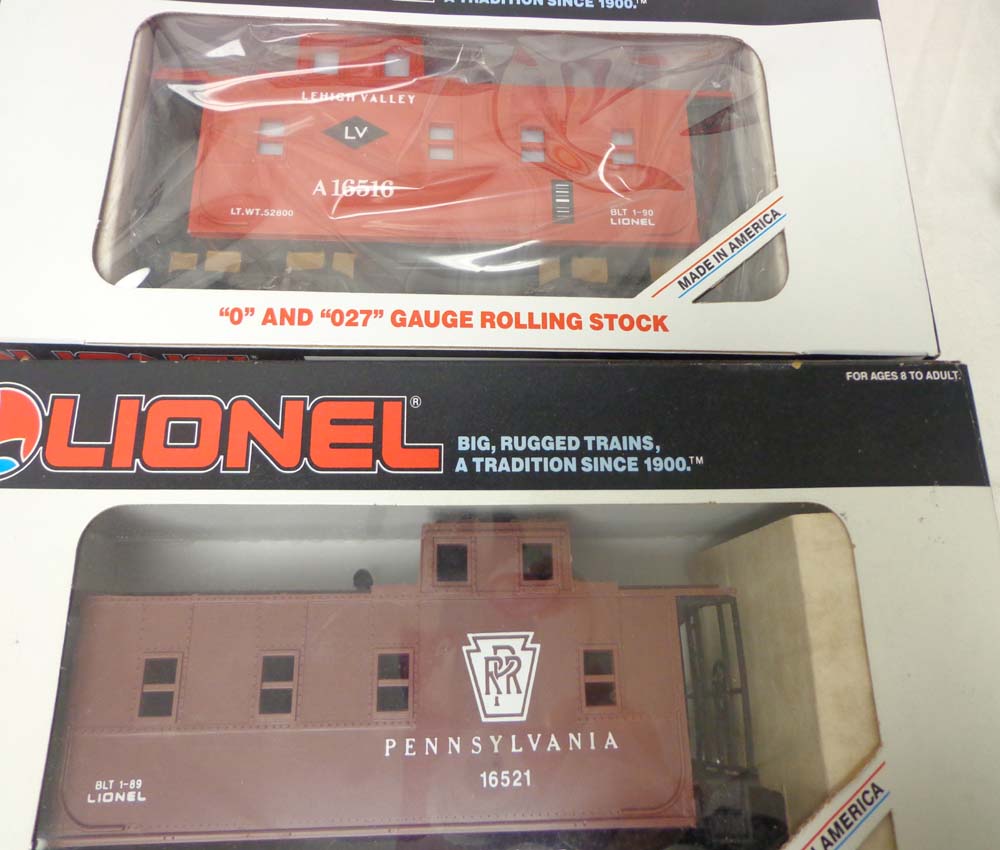 A TRADITION SINCE 1900.™
LEHIGH VALLEY
LV
A 16516
LT. WT. 52800
BLT 1-90
LIONEL
MADE IN AMERICA
"0" AND "027" GAUGE ROLLING STOCK
LIONEL
FOR AGES 8 TO ADULT.
LIONEL®
BIG, RUGGED TRAINS,
A TRADITION SINCE 1900.™
PRR
PENNSYLVANIA
16521
BLT 1-89
LIONEL
AMERICA